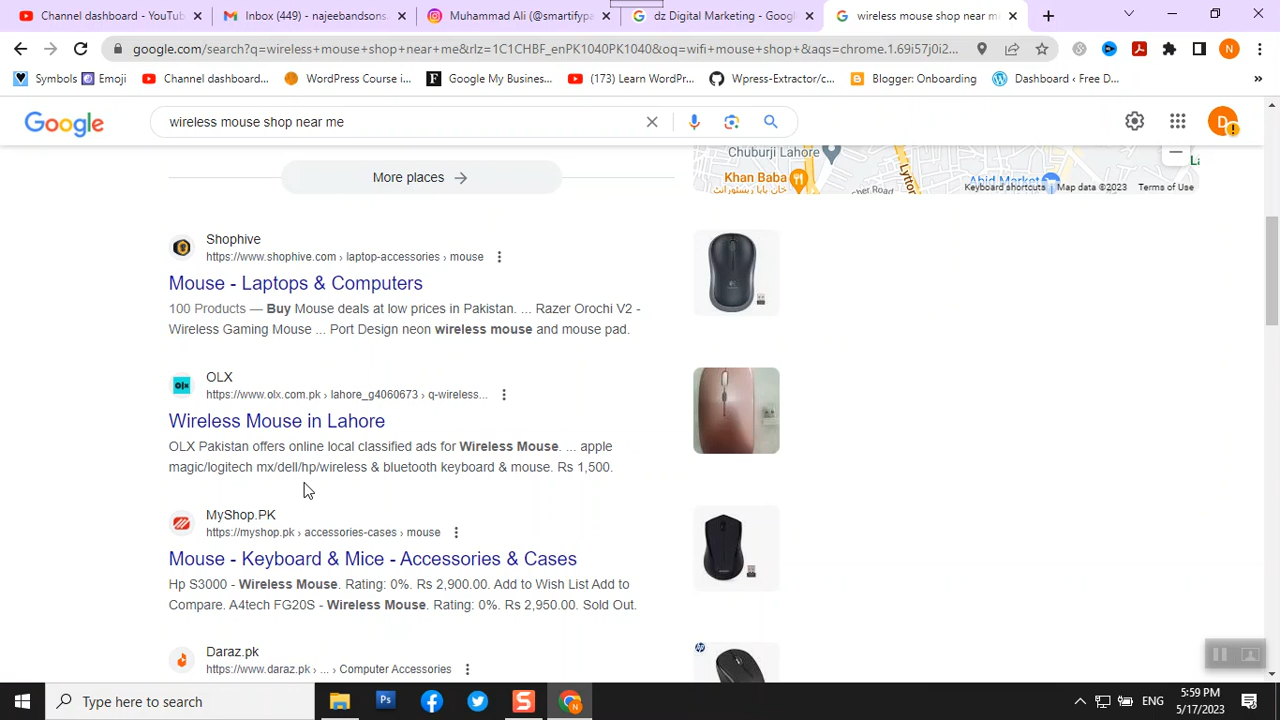 Channel dashboard - YouTub
Inbox (449) - najeebandsons.
Muhammad Ali (@smartifypa
dz Digital Marketing - Google
wireless mouse shop near me
google.com/search?q=wireless+mouse+shop+near+me&rlz=1C1CHBF_enPK1040PK1040&oq=wifi+mouse+shop+&aqs=chrome.1.69i57j0i2...
N
Symbols
Emoji
Channel dashboard...
WordPress Course i...
Google My Busines...
(173) Learn WordPr...
Wpress-Extractor/c...
Blogger: Onboarding
Dashboard ‹ Free D...
»
Google
wireless mouse shop near me
D
Chuburji Lahore
Khan Baba
خان بابا ریسٹورانٹ
Lytto
Abid Market
Keyboard shortcuts
Map data ©2023
Terms of Use
More places
Shophive
https://www.shophive.com › laptop-accessories › mouse
Mouse - Laptops & Computers
100 Products — Buy Mouse deals at low prices in Pakistan. ... Razer Orochi V2 -
Wireless Gaming Mouse ... Port Design neon wireless mouse and mouse pad.
OLX
https://www.olx.com.pk › lahore_g4060673 › q-wireless...
Wireless Mouse in Lahore
OLX Pakistan offers online local classified ads for Wireless Mouse. ... apple
magic/logitech mx/dell/hp/wireless & bluetooth keyboard & mouse. Rs 1,500.
MyShop.PK
https://myshop.pk › accessories-cases › mouse
Mouse - Keyboard & Mice - Accessories & Cases
Hp S3000 - Wireless Mouse. Rating: 0%. Rs 2,900.00. Add to Wish List Add to
Compare. A4tech FG20S - Wireless Mouse. Rating: 0%. Rs 2,950.00. Sold Out.
Daraz.pk
https://www.daraz.pk › ... › Computer Accessories
Type here to search
ENG
5:59 PM
5/17/2023